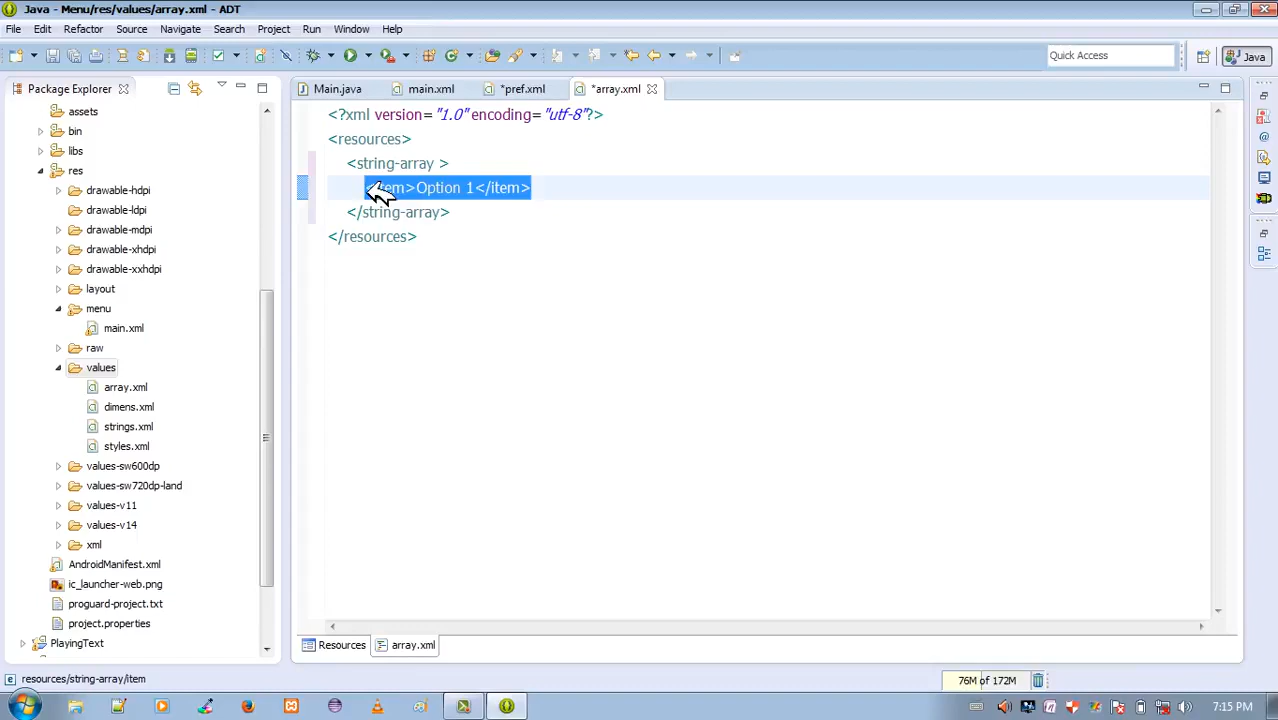 Java - Menu/res/values/array.xml - ADT
File Edit Refactor Source Navigate Search Project Run Window Help
Quick Access
Java
Package Explorer
Main.java
main.xml
*pref.xml
*array.xml
assets
bin
libs
res
drawable-hdpi
drawable-ldpi
drawable-mdpi
drawable-xhdpi
drawable-xxhdpi
layout
menu
main.xml
raw
values
array.xml
dimens.xml
strings.xml
styles.xml
values-sw600dp
values-sw720dp-land
values-v11
values-v14
xml
AndroidManifest.xml
ic_launcher-web.png
proguard-project.txt
project.properties
PlayingText
<?xml version="1.0" encoding="utf-8"?>
<resources>
<string-array >
<item>Option 1</item>
</string-array>
</resources>
Resources
array.xml
resources/string-array/item
76M of 172M
7:15 PM